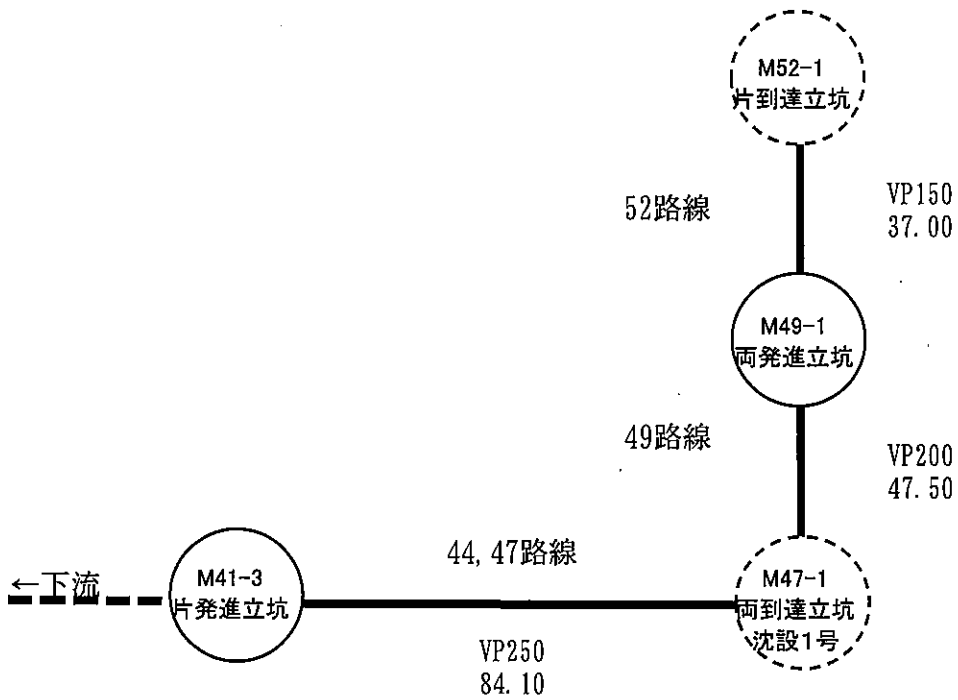 M52-1
片到達立坑
52路線
VP150
37.00
M49-1
両発進立坑
49路線
VP200
47.50
44,47路線
←下流
M41-3
片発進立坑
M47-1
両到達立坑
沈設1号
VP250
84.10